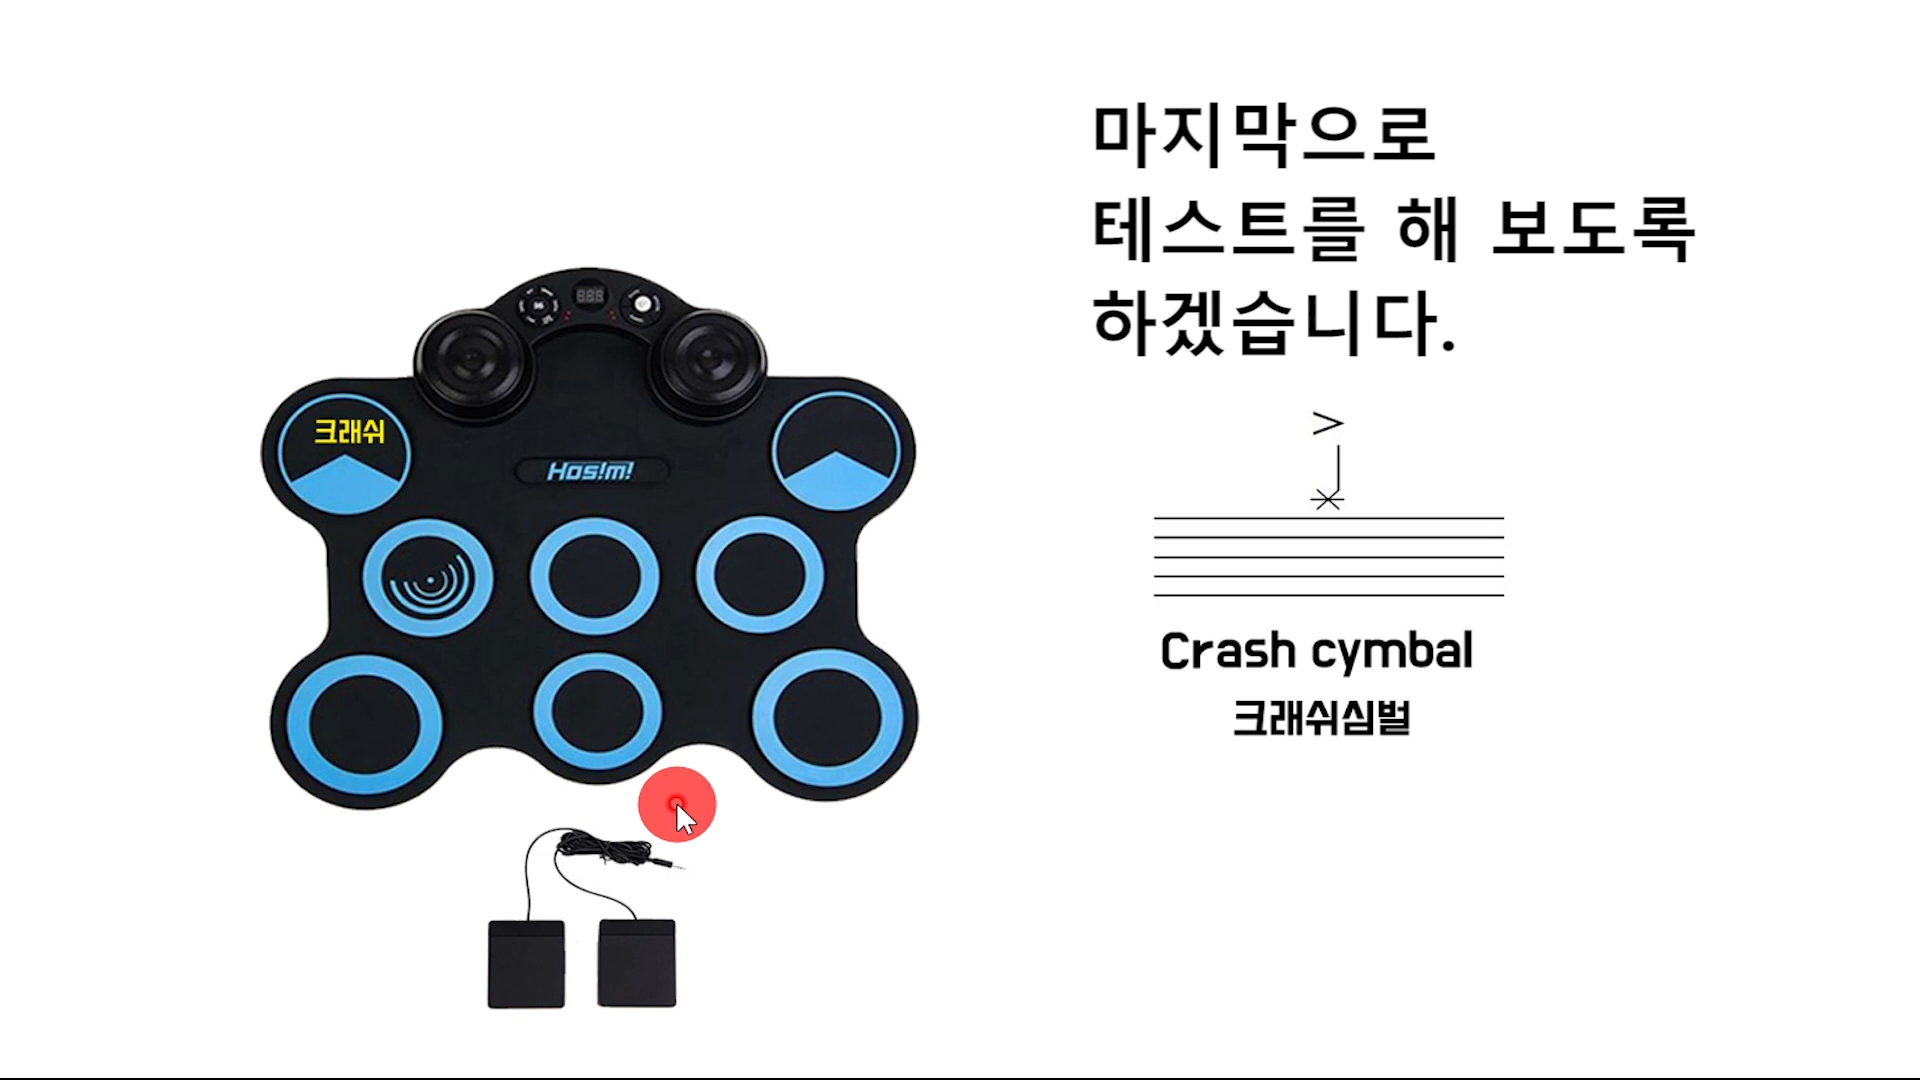 마지막으로
테스트를 해 보도록
하겠습니다.
크래쉬
Hos!m!
Crash cymbal
크래쉬심벌